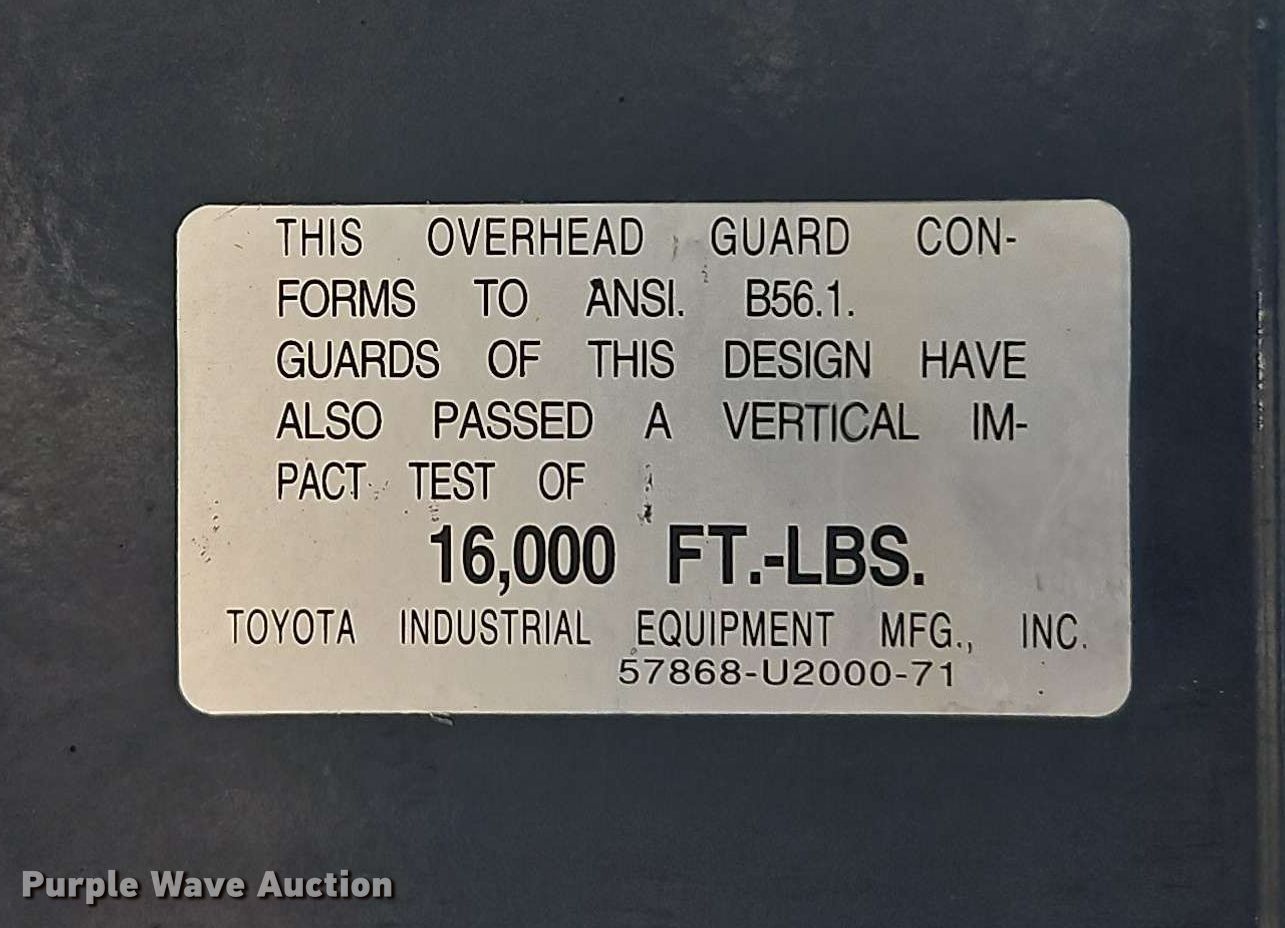 THIS OVERHEAD GUARD CON-
FORMS TO ANSI. B56.1.
GUARDS OF THIS DESIGN HAVE
ALSO PASSED A VERTICAL IM-
PACT TEST OF
16,000 FT.-LBS.
TOYOTA INDUSTRIAL EQUIPMENT MFG., INC.
57868-U2000-71
Purple Wave Auction